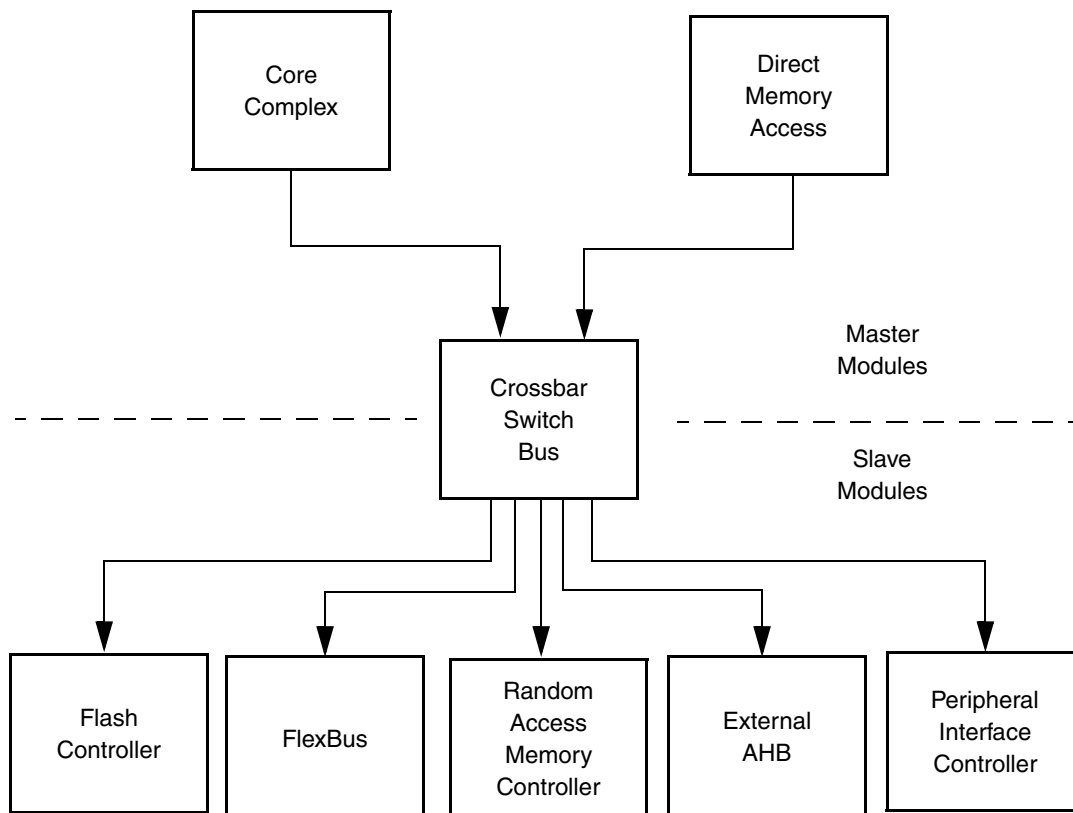 Core
Complex
Direct
Memory
Access
Master
Modules
Crossbar
Switch
Bus
Slave
Modules
Flash
Controller
FlexBus
Random
Access
Memory
Controller
External
AHB
Peripheral
Interface
Controller